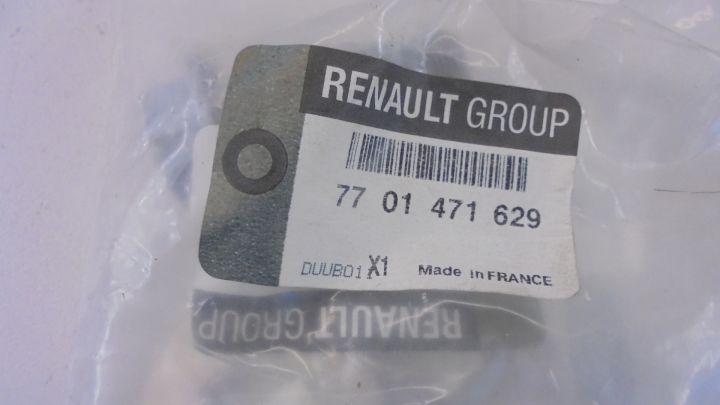 RENAULT GROUP
77 01 471 629
DUUB01 X1 Made in FRANCE
RENAULT GROUP